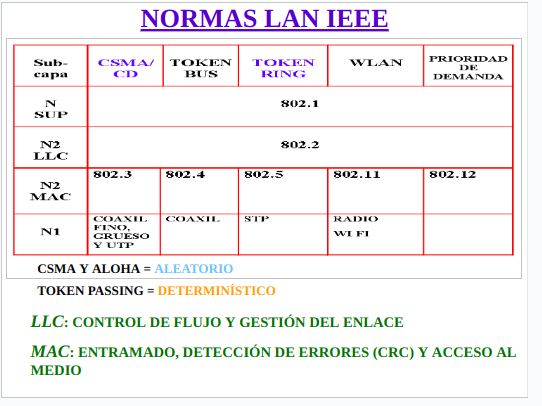 NORMAS LAN IEEE
Sub-capa CSMA/CD TOKEN BUS TOKEN RING WLAN PRIORIDAD DE DEMANDA
N SUP 802.1
N2 LLC 802.2
N2 MAC 802.3 802.4 802.5 802.11 802.12
N1 COAXIL FINO, GRUESO Y UTP COAXIL STP RADIO WI FI
CSMA Y ALOHA = ALEATORIO
TOKEN PASSING = DETERMINÍSTICO
LLC: CONTROL DE FLUJO Y GESTIÓN DEL ENLACE
MAC: ENTRAMADO, DETECCIÓN DE ERRORES (CRC) Y ACCESO AL
MEDIO